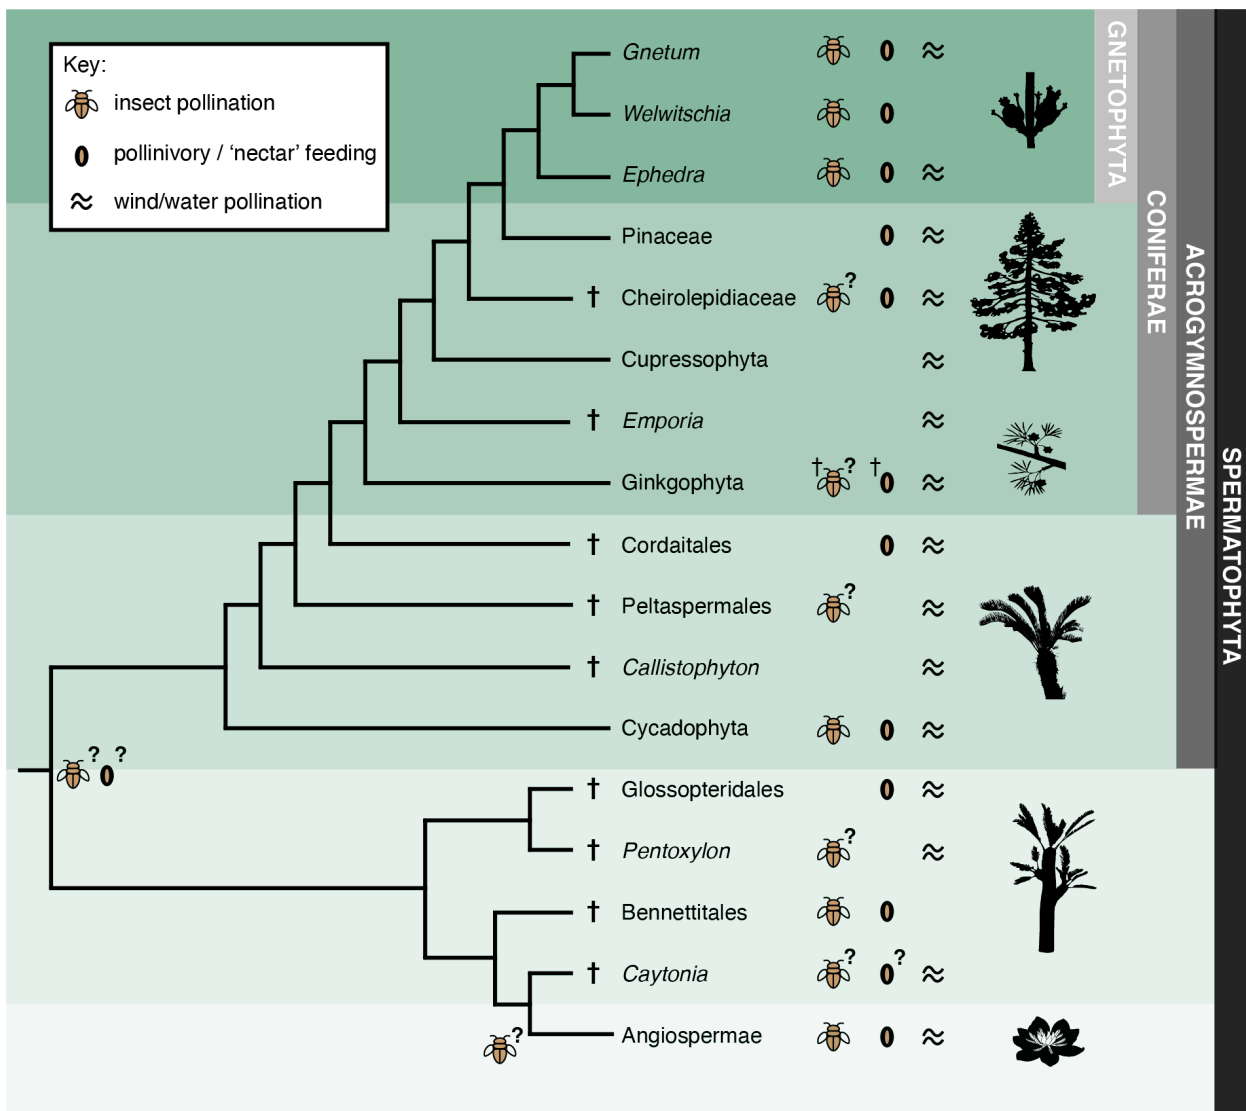 Key:
insect pollination
pollinivory / ‘nectar’ feeding
wind/water pollination
Gnetum
Welwitschia
Ephedra
Pinaceae
† Cheirolepidiaceae ?
Cupressophyta
† Emporia
Ginkgophyta † ? †
† Cordaitales
† Peltaspermales ?
† Callistophyton
Cycadophyta
? ?
† Glossopteridales
† Pentoxylon ?
† Bennettitales
† Caytonia ? ?
Angiospermae
?
GNETOPHYTA
CONIFERAE
ACROGYMNOSPERMAE
SPERMATOPHYTA